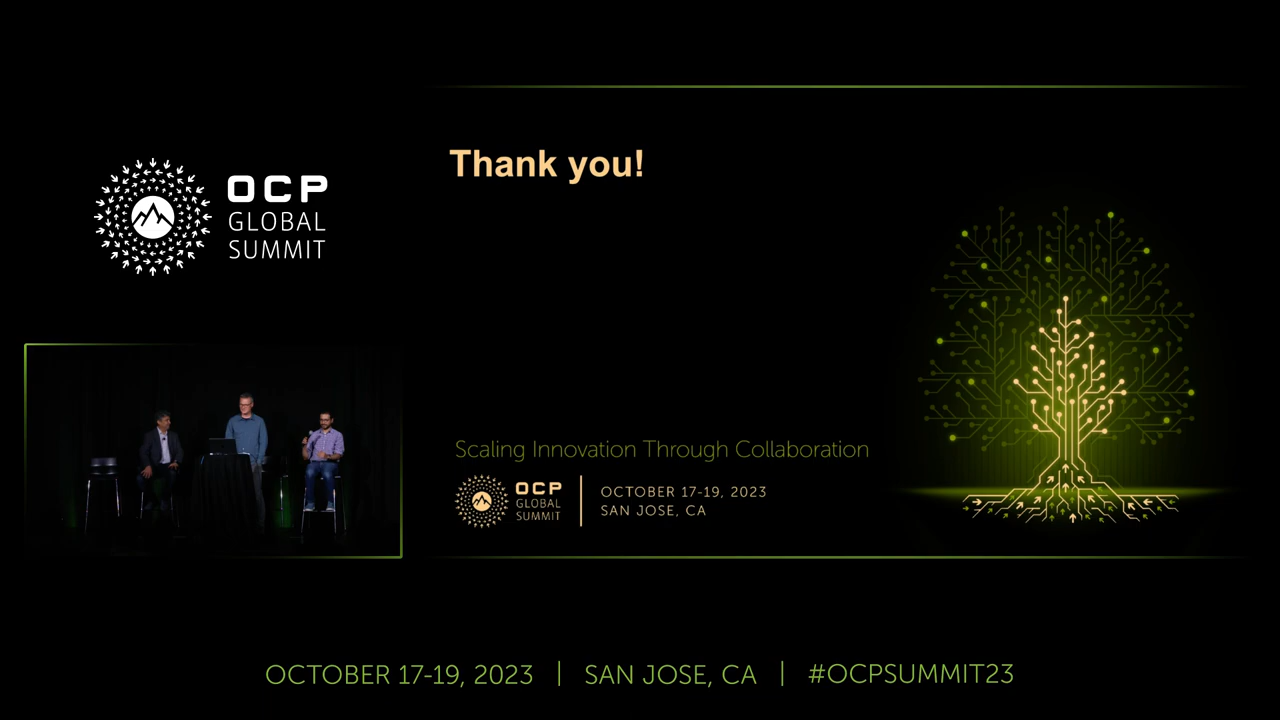 OCP
GLOBAL
SUMMIT
Thank you!
Scaling Innovation Through Collaboration
OCP
GLOBAL
SUMMIT
OCTOBER 17-19, 2023
SAN JOSE, CA
OCTOBER 17-19, 2023 | SAN JOSE, CA | #OCPSUMMIT23